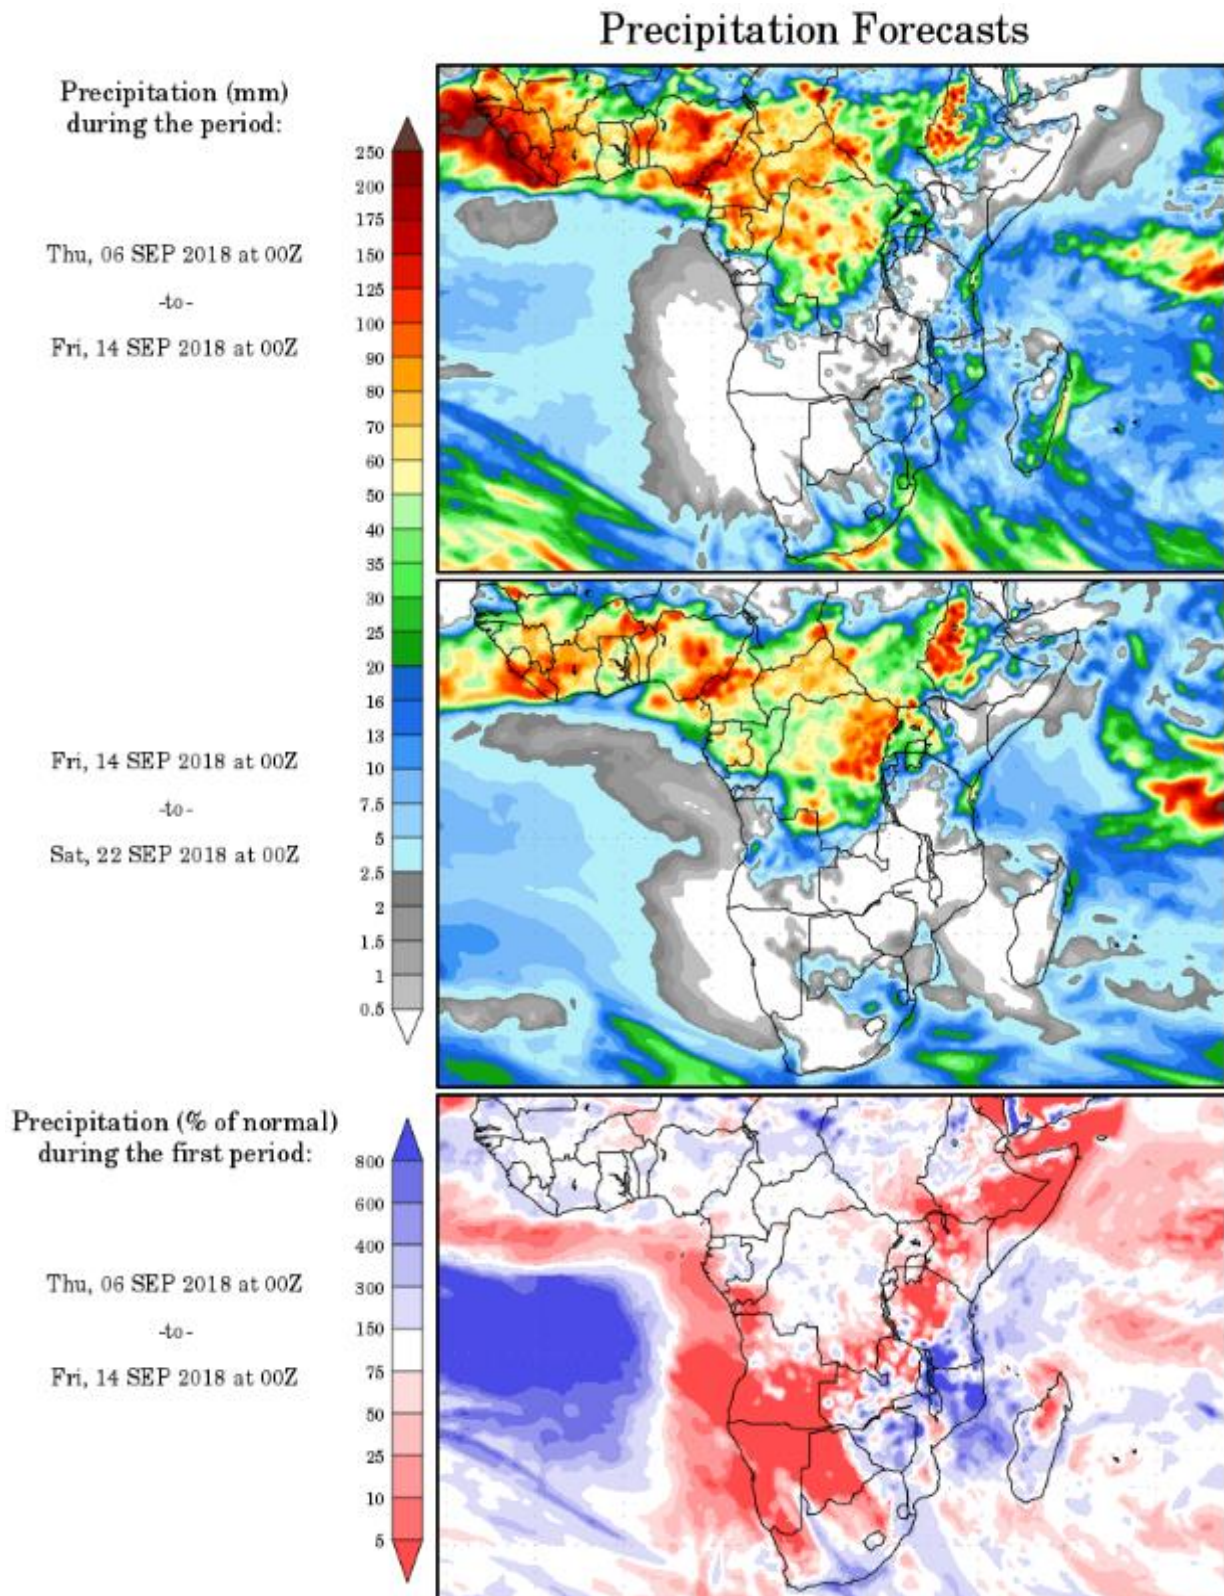 Precipitation Forecasts
Precipitation (mm)
during the period:
Thu, 06 SEP 2018 at 00Z
-to-
Fri, 14 SEP 2018 at 00Z
250
200
175
150
125
100
90
80
70
60
50
40
35
30
25
20
16
13
10
7.5
5
2.5
2
1.5
1
0.5
Fri, 14 SEP 2018 at 00Z
-to-
Sat, 22 SEP 2018 at 00Z
Precipitation (% of normal)
during the first period:
Thu, 06 SEP 2018 at 00Z
-to-
Fri, 14 SEP 2018 at 00Z
800
600
400
300
150
75
50
25
10
5